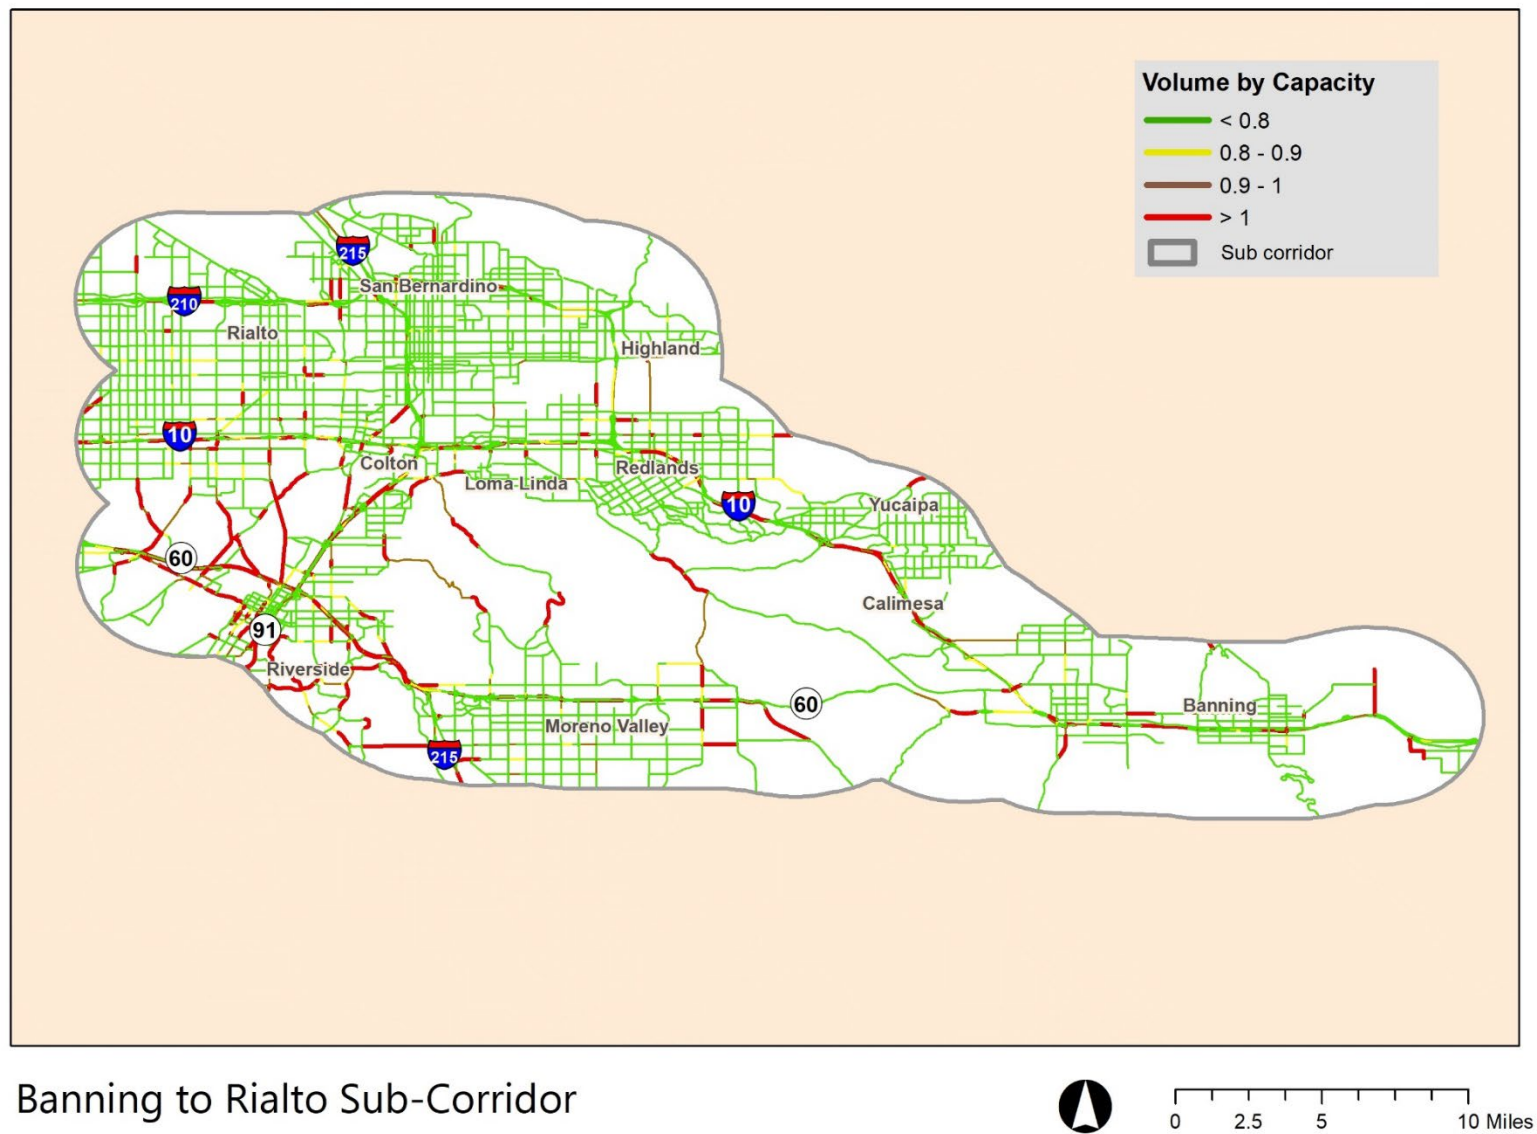 Volume by Capacity
< 0.8
0.8 - 0.9
0.9 - 1
> 1
Sub corridor
215
San Bernardino
210
Rialto
Highland
10
Colton
Redlands
Loma Linda
10
Yucaipa
60
Calimesa
91
Riverside
60
Banning
Moreno Valley
215
Banning to Rialto Sub-Corridor
0 2.5 5 10 Miles